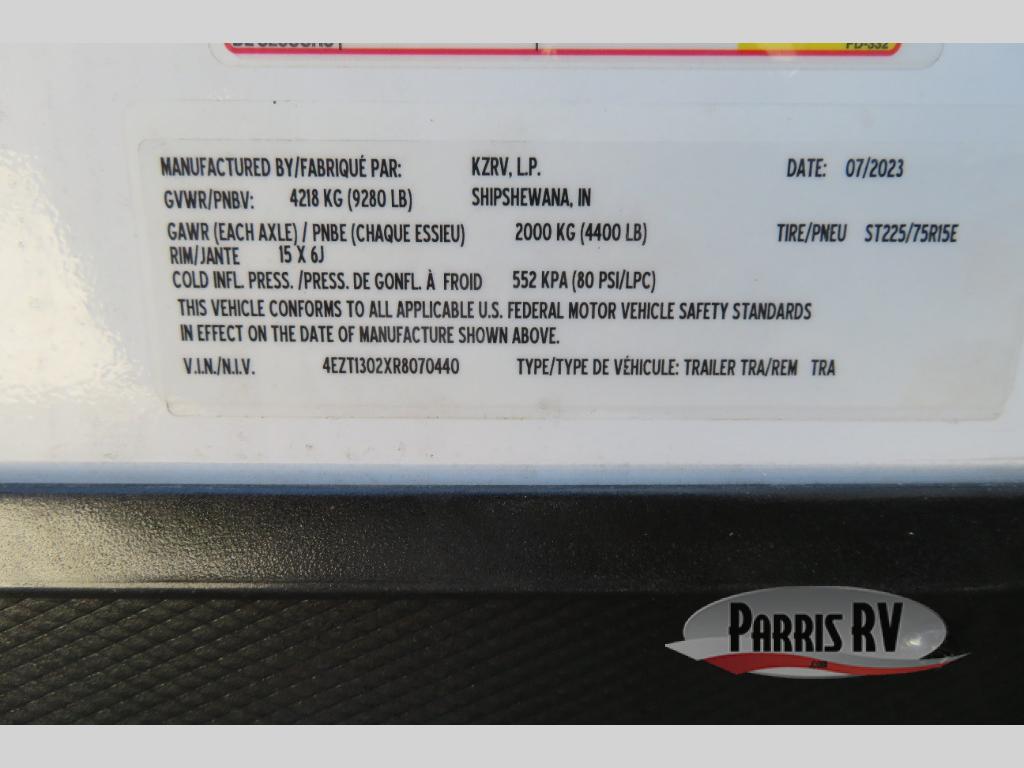 PD-332
MANUFACTURED BY/FABRIQUÉ PAR: KZRV, L.P. DATE: 07/2023
GVWR/PNBV: 4218 KG (9280 LB) SHIPSHEWANA, IN
GAWR (EACH AXLE) / PNBE (CHAQUE ESSIEU) 2000 KG (4400 LB) TIRE/PNEU ST225/75R15E
RIM/JANTE 15 X 6J
COLD INFL. PRESS. /PRESS. DE GONFL. À FROID 552 KPA (80 PSI/LPC)
THIS VEHICLE CONFORMS TO ALL APPLICABLE U.S. FEDERAL MOTOR VEHICLE SAFETY STANDARDS
IN EFFECT ON THE DATE OF MANUFACTURE SHOWN ABOVE.
V.I.N./N.I.V. 4EZT1302XR8070440 TYPE/TYPE DE VÉHICULE: TRAILER TRA/REM TRA
PARRIS RV
.com